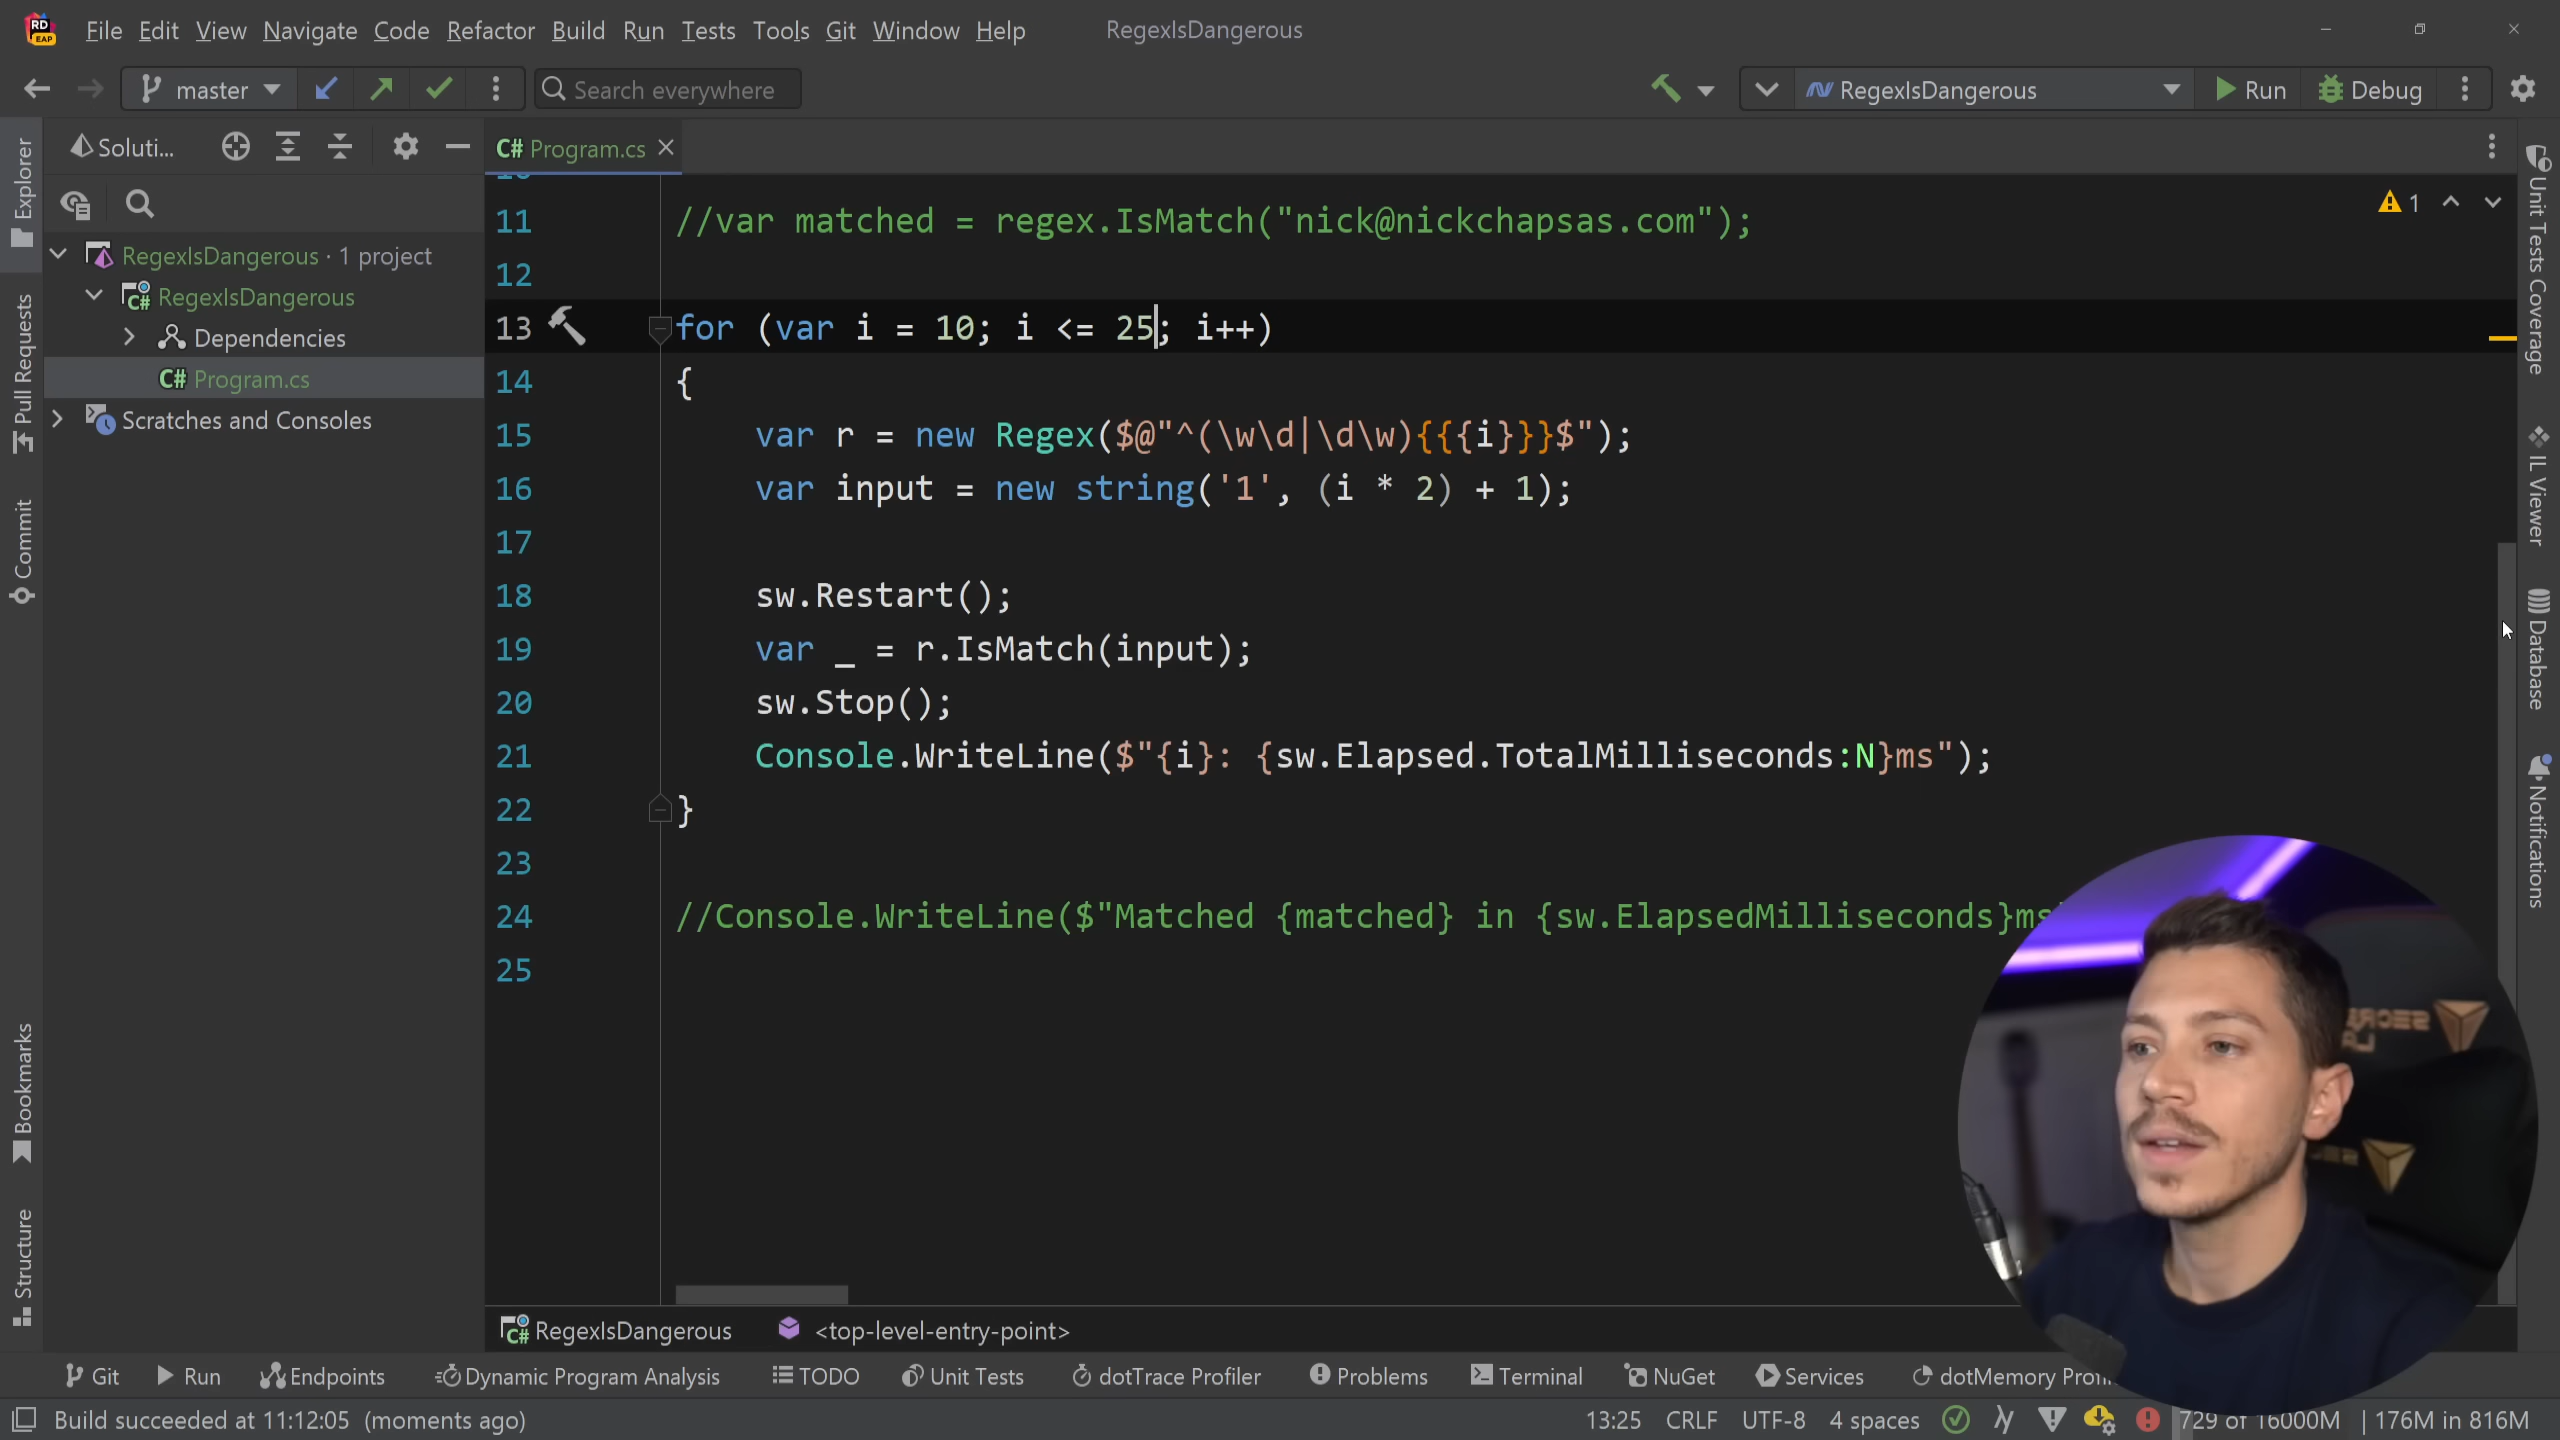 RD
EAP
File Edit View Navigate Code Refactor Build Run Tests Tools Git Window Help RegexIsDangerous
master Search everywhere RegexIsDangerous Run Debug
Soluti... C# Program.cs
RegexIsDangerous · 1 project
RegexIsDangerous
Dependencies
C# Program.cs
Scratches and Consoles
Explorer
Pull Requests
Commit
Bookmarks
Structure
1
11 //var matched = regex.IsMatch("nick@nickchapsas.com");
12
13 for (var i = 10; i <= 25; i++)
14 {
15 var r = new Regex($@"^(\w\d|\d\w){{{i}}}$");
16 var input = new string('1', (i * 2) + 1);
17
18 sw.Restart();
19 var _ = r.IsMatch(input);
20 sw.Stop();
21 Console.WriteLine($"{i}: {sw.Elapsed.TotalMilliseconds:N}ms");
22 }
23
24 //Console.WriteLine($"Matched {matched} in {sw.ElapsedMilliseconds}ms
25
Unit Tests Coverage
IL Viewer
Database
Notifications
C# RegexIsDangerous <top-level-entry-point>
Git Run Endpoints Dynamic Program Analysis TODO Unit Tests dotTrace Profiler Problems Terminal NuGet Services dotMemory
Build succeeded at 11:12:05 (moments ago) 13:25 CRLF UTF-8 4 spaces 729 of 16000M | 176M in 816M